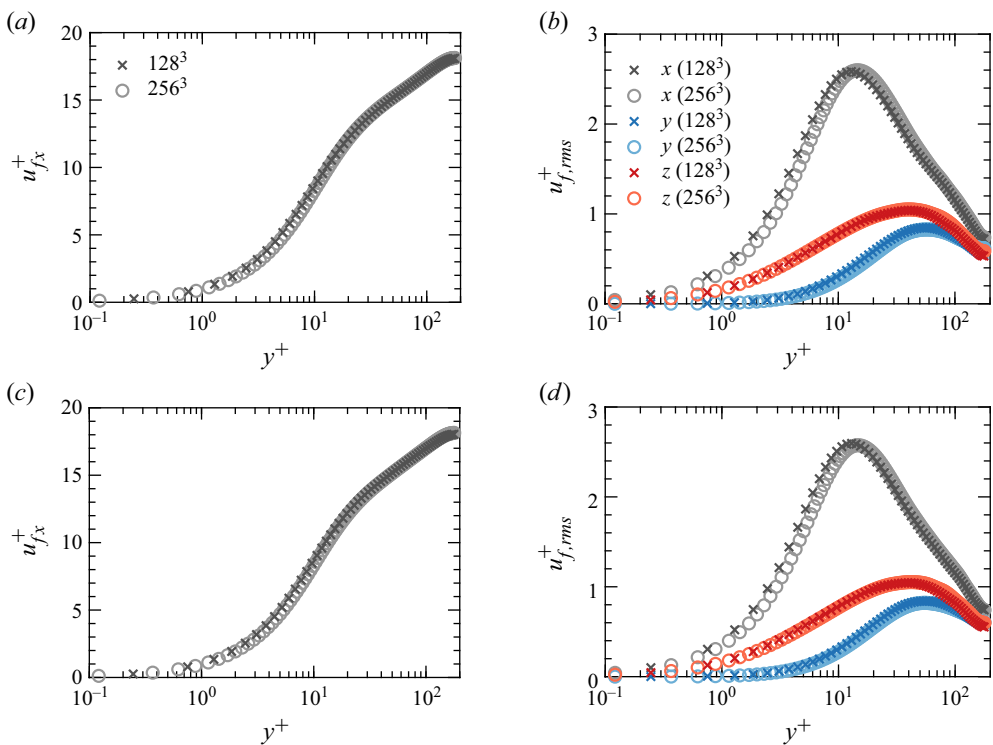 (a)
20
15
10
5
0
10⁻¹ 10⁰ 10¹ 10²
u⁺fx
y⁺
× 128³
○ 256³
(b)
3
2
1
0
10⁻¹ 10⁰ 10¹ 10²
u⁺f,rms
y⁺
× x (128³)
○ x (256³)
× y (128³)
○ y (256³)
× z (128³)
○ z (256³)
(c)
20
15
10
5
0
10⁻¹ 10⁰ 10¹ 10²
u⁺fx
y⁺
(d)
3
2
1
0
10⁻¹ 10⁰ 10¹ 10²
u⁺f,rms
y⁺